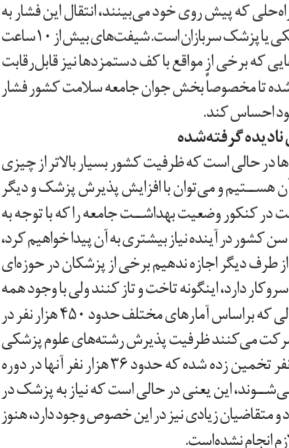 راه‌حلی که پیش روی خود می‌بینند، انتقال این فشار به
کی یا پزشک سربازان است. شیفت‌های بیش از ۱۰ ساعت
هایی که برخی از مواقع با کف دستمزدها نیز قابل رقابت
شده تا مخصوصاً بخش جوان جامعه سلامت کشور فشار
ود احساس کند.
نادیده گرفته‌شده
ها در حالی است که ظرفیت کشور بسیار بالاتر از چیزی
آن هستیم و می‌توان با افزایش پذیرش پزشک و دیگر
ت در کنکور وضعیت بهداشت جامعه را که با توجه به
سن کشور در آینده نیاز بیشتری به آن پیدا خواهیم کرد،
از طرف دیگر اجازه ندهیم برخی از پزشکان در حوزه‌ای
سروکار دارد، اینگونه تاخت و تاز کنند ولی با وجود همه
لی که براساس آمارهای مختلف حدود ۴۵۰ هزار نفر در
رکت می‌کنند ظرفیت پذیرش رشته‌های علوم پزشکی
نفر تخمین زده شده که حدود ۳۶ هزار نفر آنها در دوره
ی‌شوند، این یعنی در حالی است که نیاز به پزشک در
د و متقاضیان زیادی نیز در این خصوص وجود دارد، هنوز
زم انجام نشده‌است.